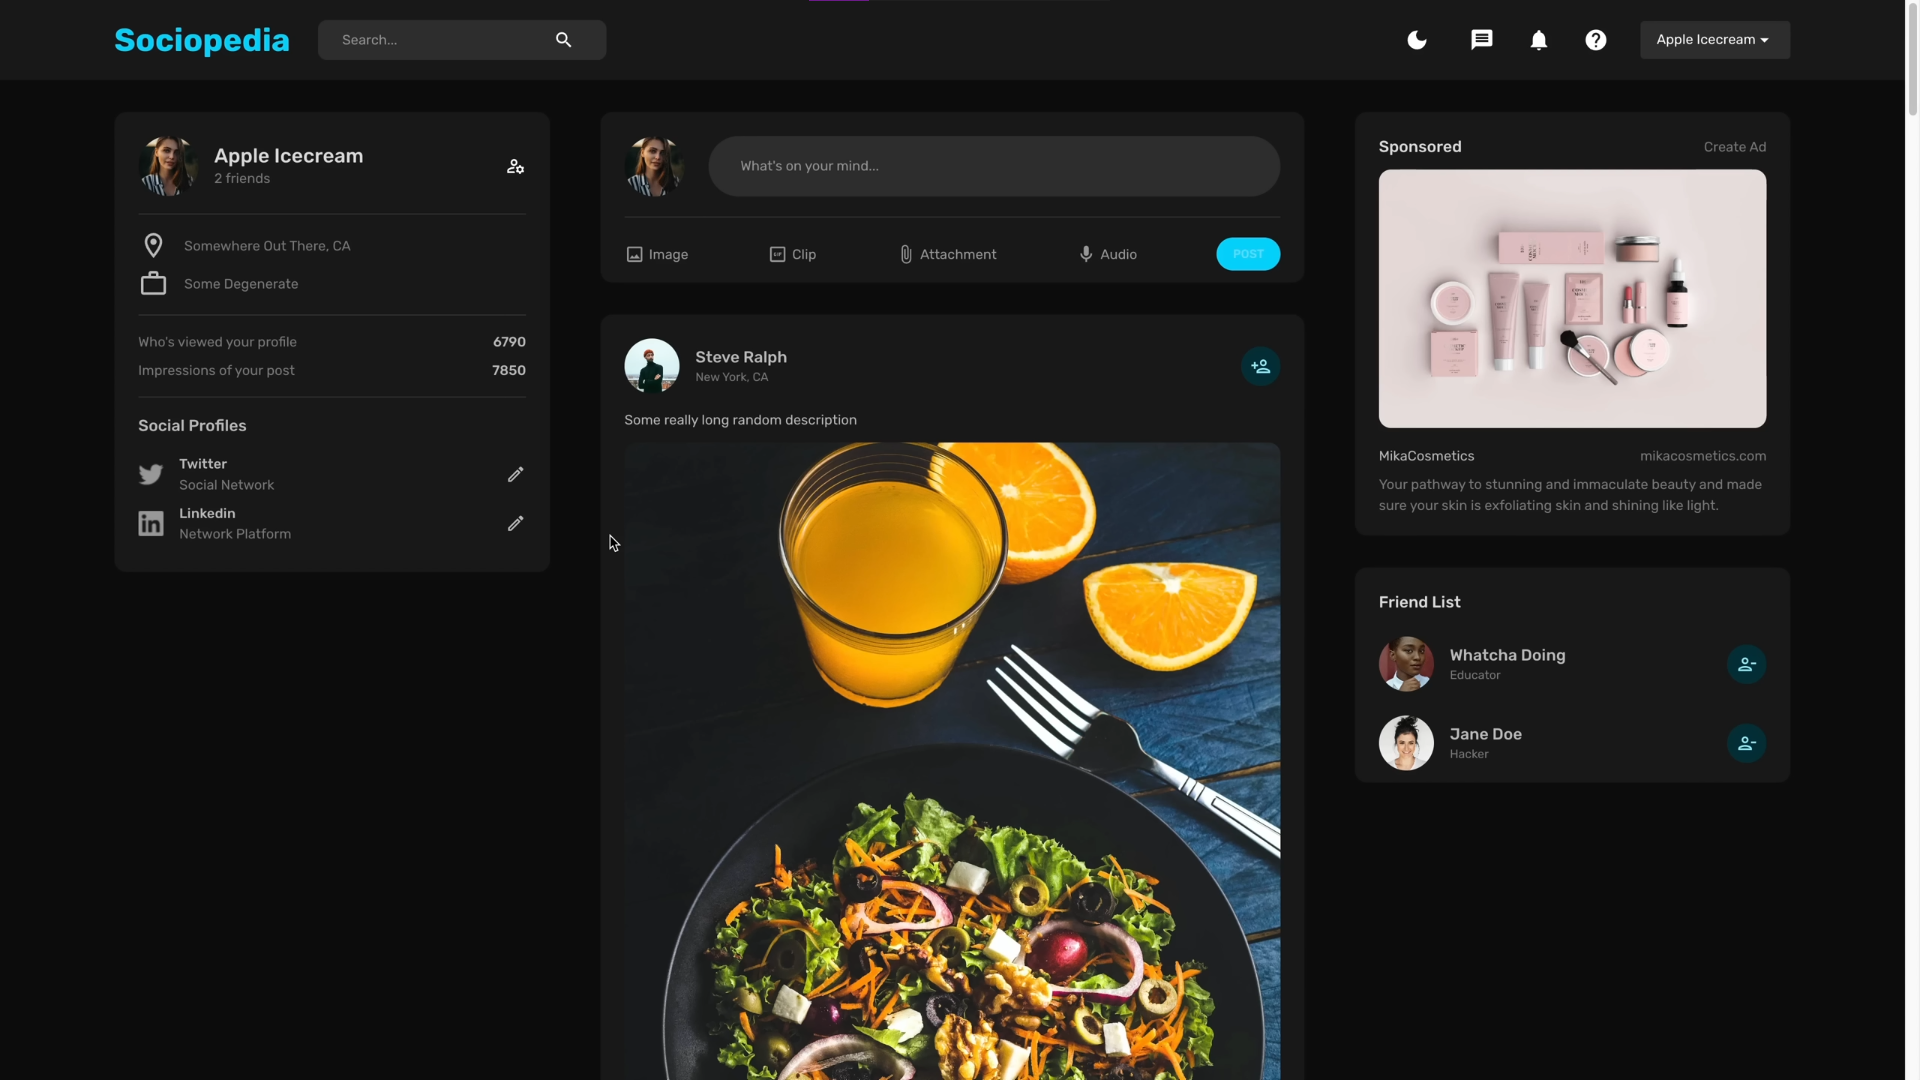 Sociopedia
Search...
Apple Icecream
Apple Icecream
2 friends
Somewhere Out There, CA
Some Degenerate
Who's viewed your profile 6790
Impressions of your post 7850
Social Profiles
Twitter
Social Network
Linkedin
Network Platform
What's on your mind...
Image
Clip
Attachment
Audio
POST
Steve Ralph
New York, CA
Some really long random description
Sponsored
Create Ad
MikaCosmetics
mikacosmetics.com
Your pathway to stunning and immaculate beauty and made
sure your skin is exfoliating skin and shining like light.
Friend List
Whatcha Doing
Educator
Jane Doe
Hacker